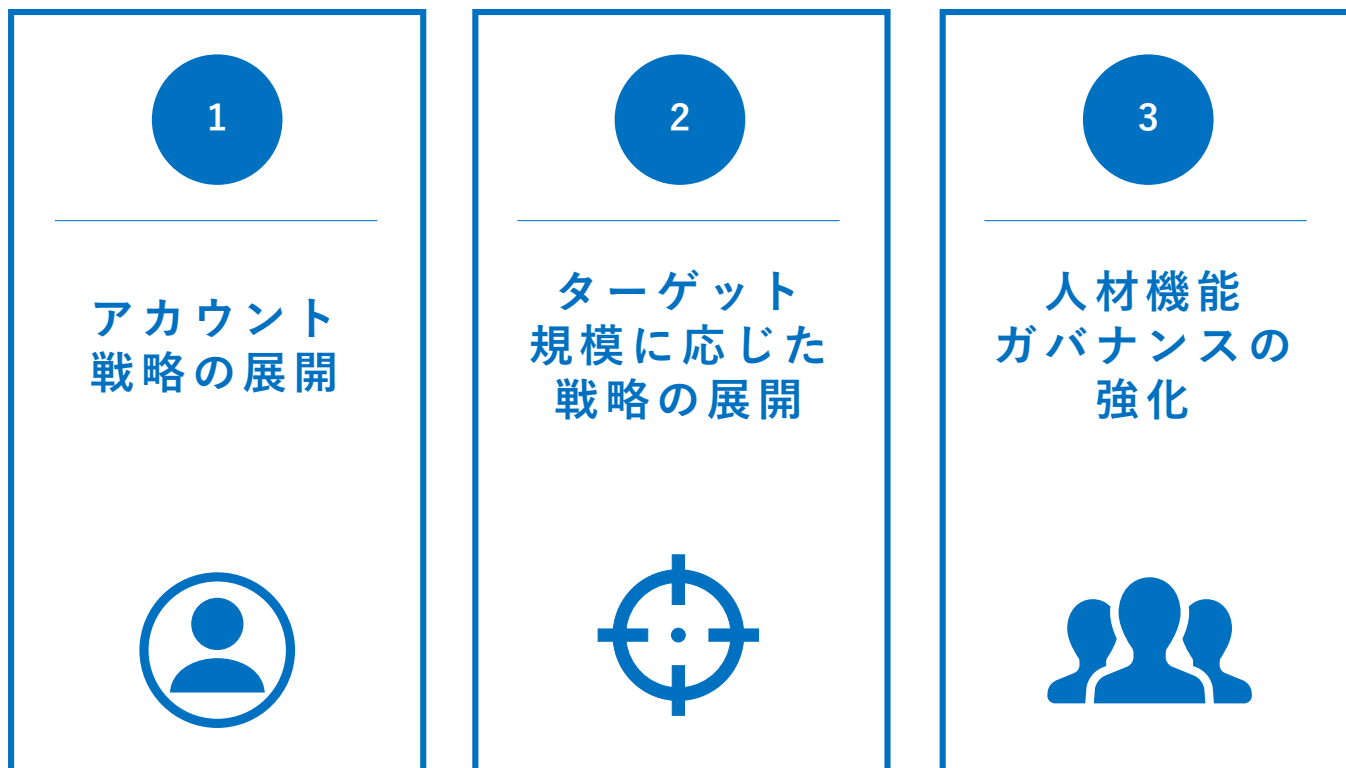 1
アカウント
戦略の展開
2
ターゲット
規模に応じた
戦略の展開
3
人材機能
ガバナンスの
強化